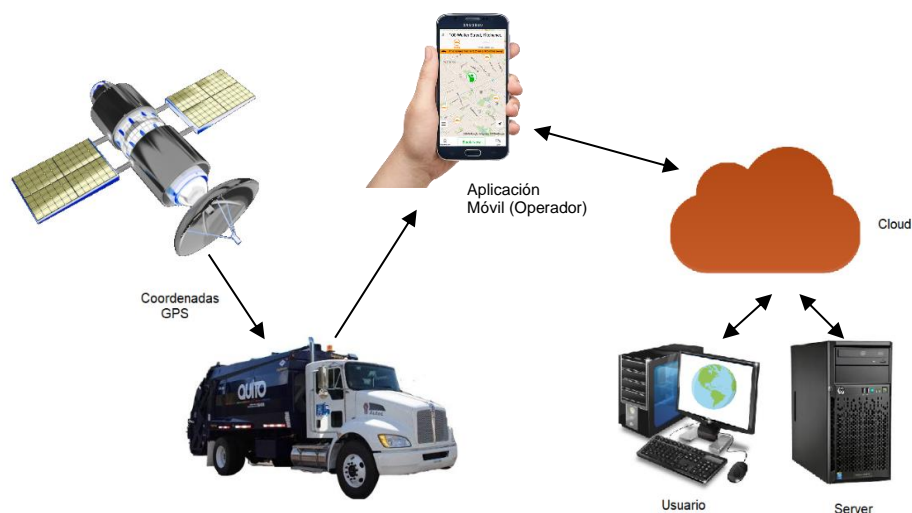 Aplicación
Móvil (Operador)
Cloud
Coordenadas
GPS
QUITO
Usuario
Server